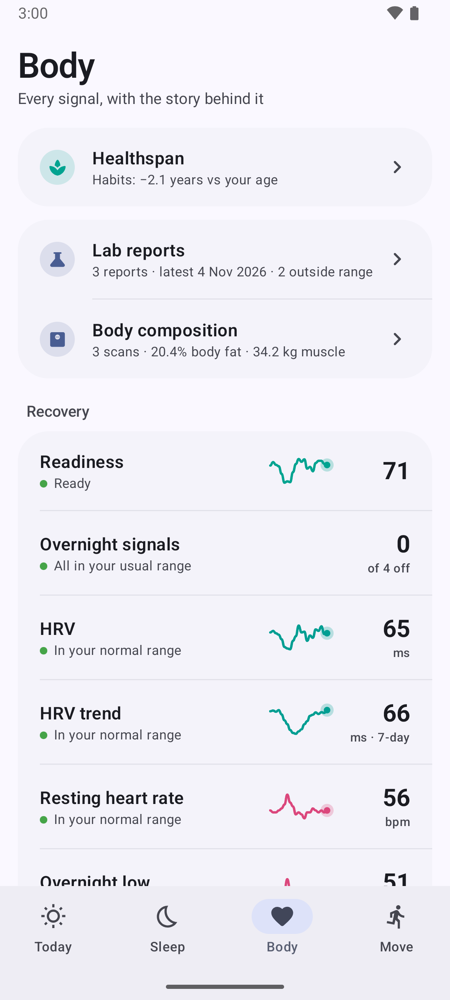 3:00
Body
Every signal, with the story behind it
Healthspan
Habits: −2.1 years vs your age
Lab reports
3 reports · latest 4 Nov 2026 · 2 outside range
Body composition
3 scans · 20.4% body fat · 34.2 kg muscle
Recovery
Readiness
Ready
71
Overnight signals
All in your usual range
0
of 4 off
HRV
In your normal range
65
ms
HRV trend
In your normal range
66
ms · 7-day
Resting heart rate
In your normal range
56
bpm
Overnight low
51
Today
Sleep
Body
Move